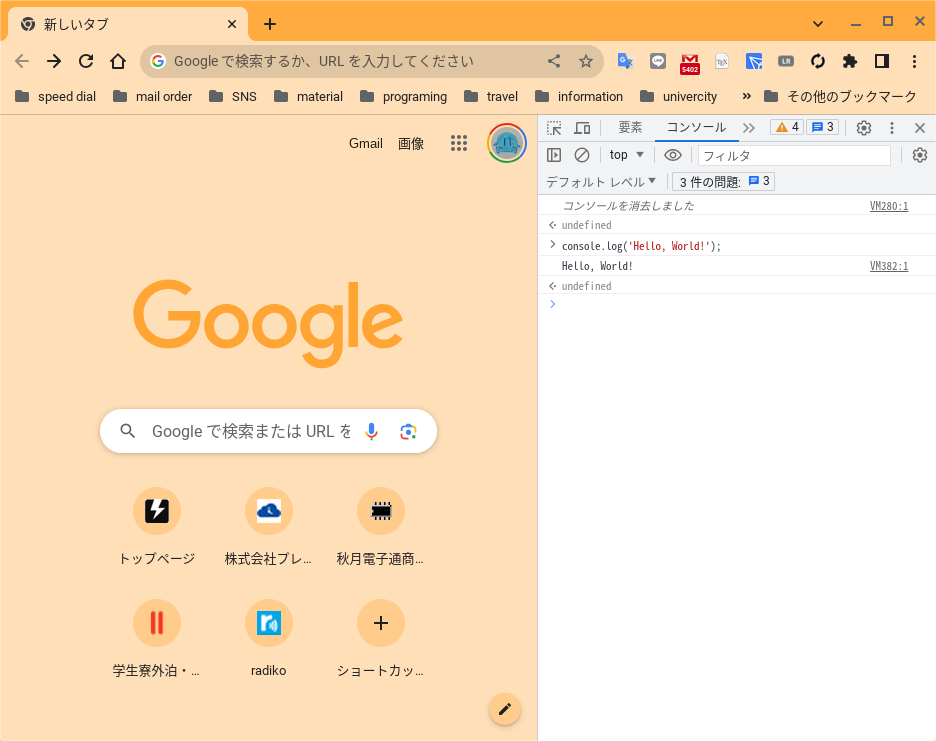 新しいタブ
Google で検索するか、URL を入力してください
5402
LR
speed dial mail order SNS material programing travel information univercity » その他のブックマーク
Gmail 画像
Google
Google で検索または URL を
トップページ 株式会社プレ... 秋月電子通商...
学生寮外泊・... radiko ショートカッ...
要素 コンソール 4 3
top フィルタ
デフォルト レベル 3 件の問題: 3
コンソールを消去しました VM280:1
undefined
console.log('Hello, World!');
Hello, World! VM382:1
undefined